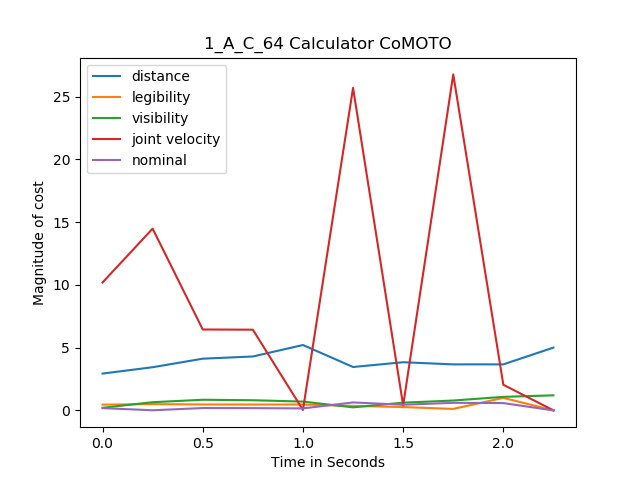 1_A_C_64 Calculator CoMOTO
distance
legibility
visibility
joint velocity
nominal
Magnitude of cost
25
20
15
10
5
0
0.0 0.5 1.0 1.5 2.0
Time in Seconds